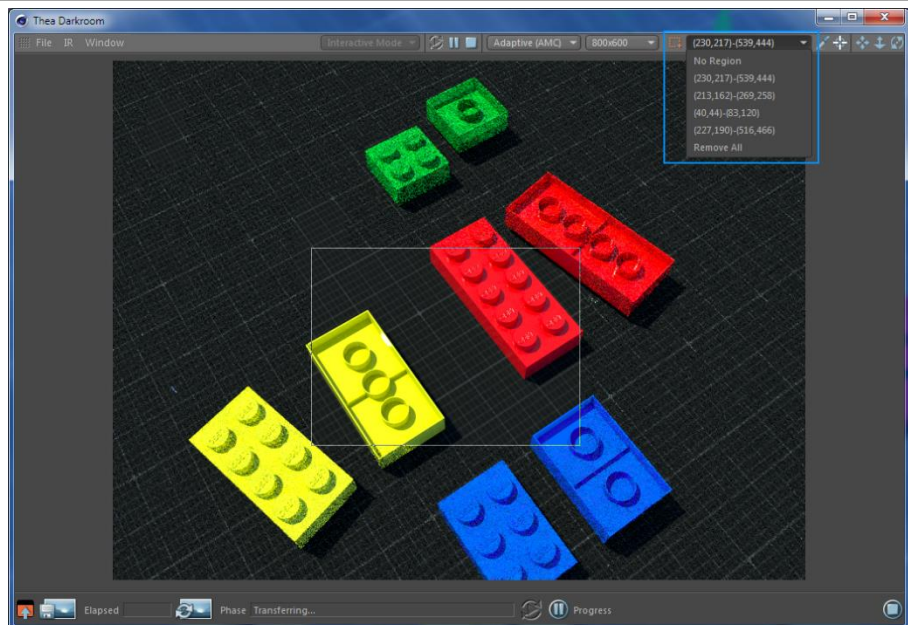 Thea Darkroom
File IR Window
Interactive Mode
Adaptive (AMC)
800x600
(230,217)-(539,444)
No Region
(230,217)-(539,444)
(213,162)-(269,258)
(40,44)-(83,120)
(227,190)-(516,466)
Remove All
Elapsed
Phase Transferring...
Progress